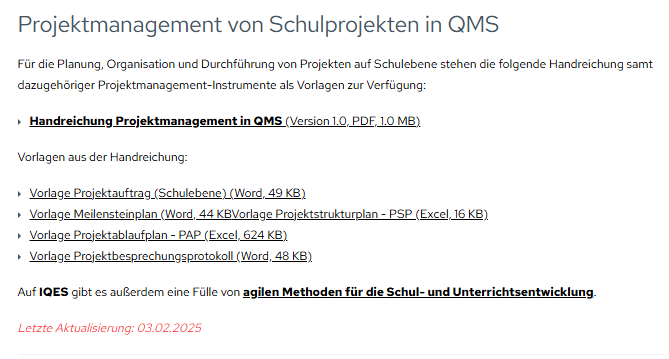 Projektmanagement von Schulprojekten in QMS
Für die Planung, Organisation und Durchführung von Projekten auf Schulebene stehen die folgende Handreichung samt
dazugehöriger Projektmanagement-Instrumente als Vorlagen zur Verfügung:
Handreichung Projektmanagement in QMS (Version 1.0, PDF, 1.0 MB)
Vorlagen aus der Handreichung:
Vorlage Projektauftrag (Schulebene) (Word, 49 KB)
Vorlage Meilensteinplan (Word, 44 KBVorlage Projektstrukturplan - PSP (Excel, 16 KB)
Vorlage Projektablaufplan - PAP (Excel, 624 KB)
Vorlage Projektbesprechungsprotokoll (Word, 48 KB)
Auf IQES gibt es außerdem eine Fülle von agilen Methoden für die Schul- und Unterrichtsentwicklung.
Letzte Aktualisierung: 03.02.2025